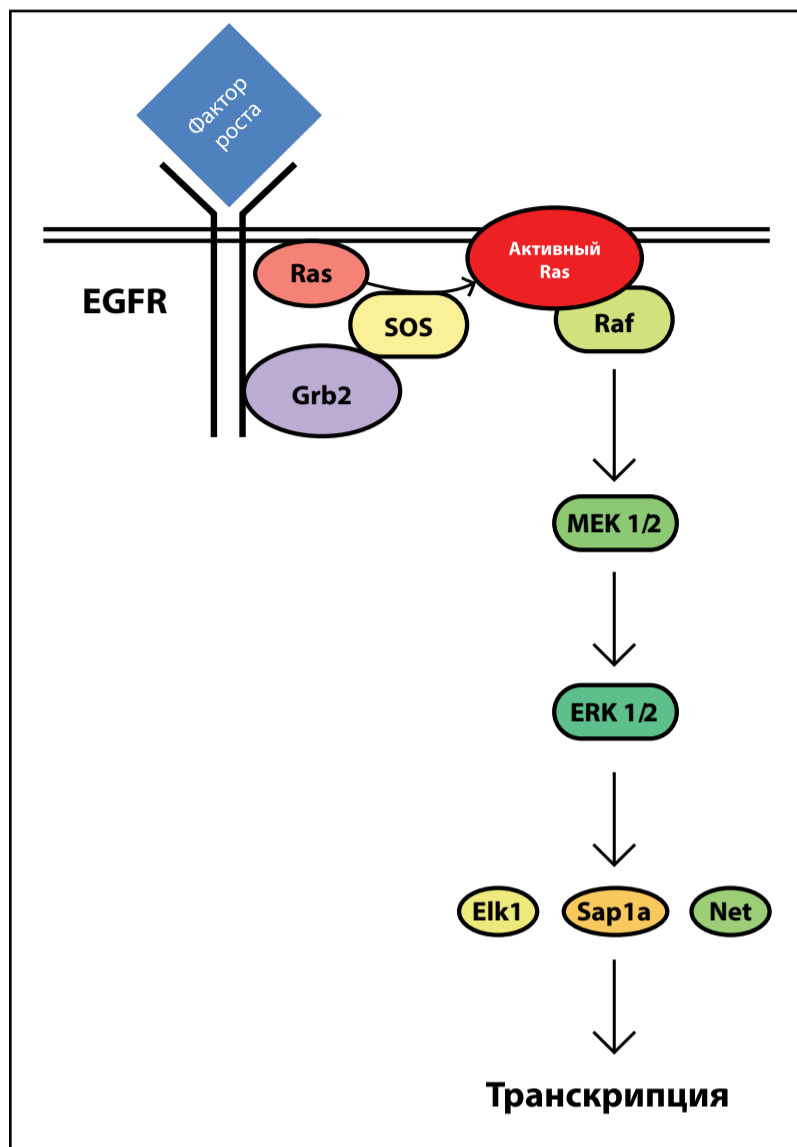 Фактор
роста
EGFR
Ras
SOS
Grb2
Активный
Ras
Raf
MEK 1/2
ERK 1/2
Elk1
Sap1a
Net
Транскрипция